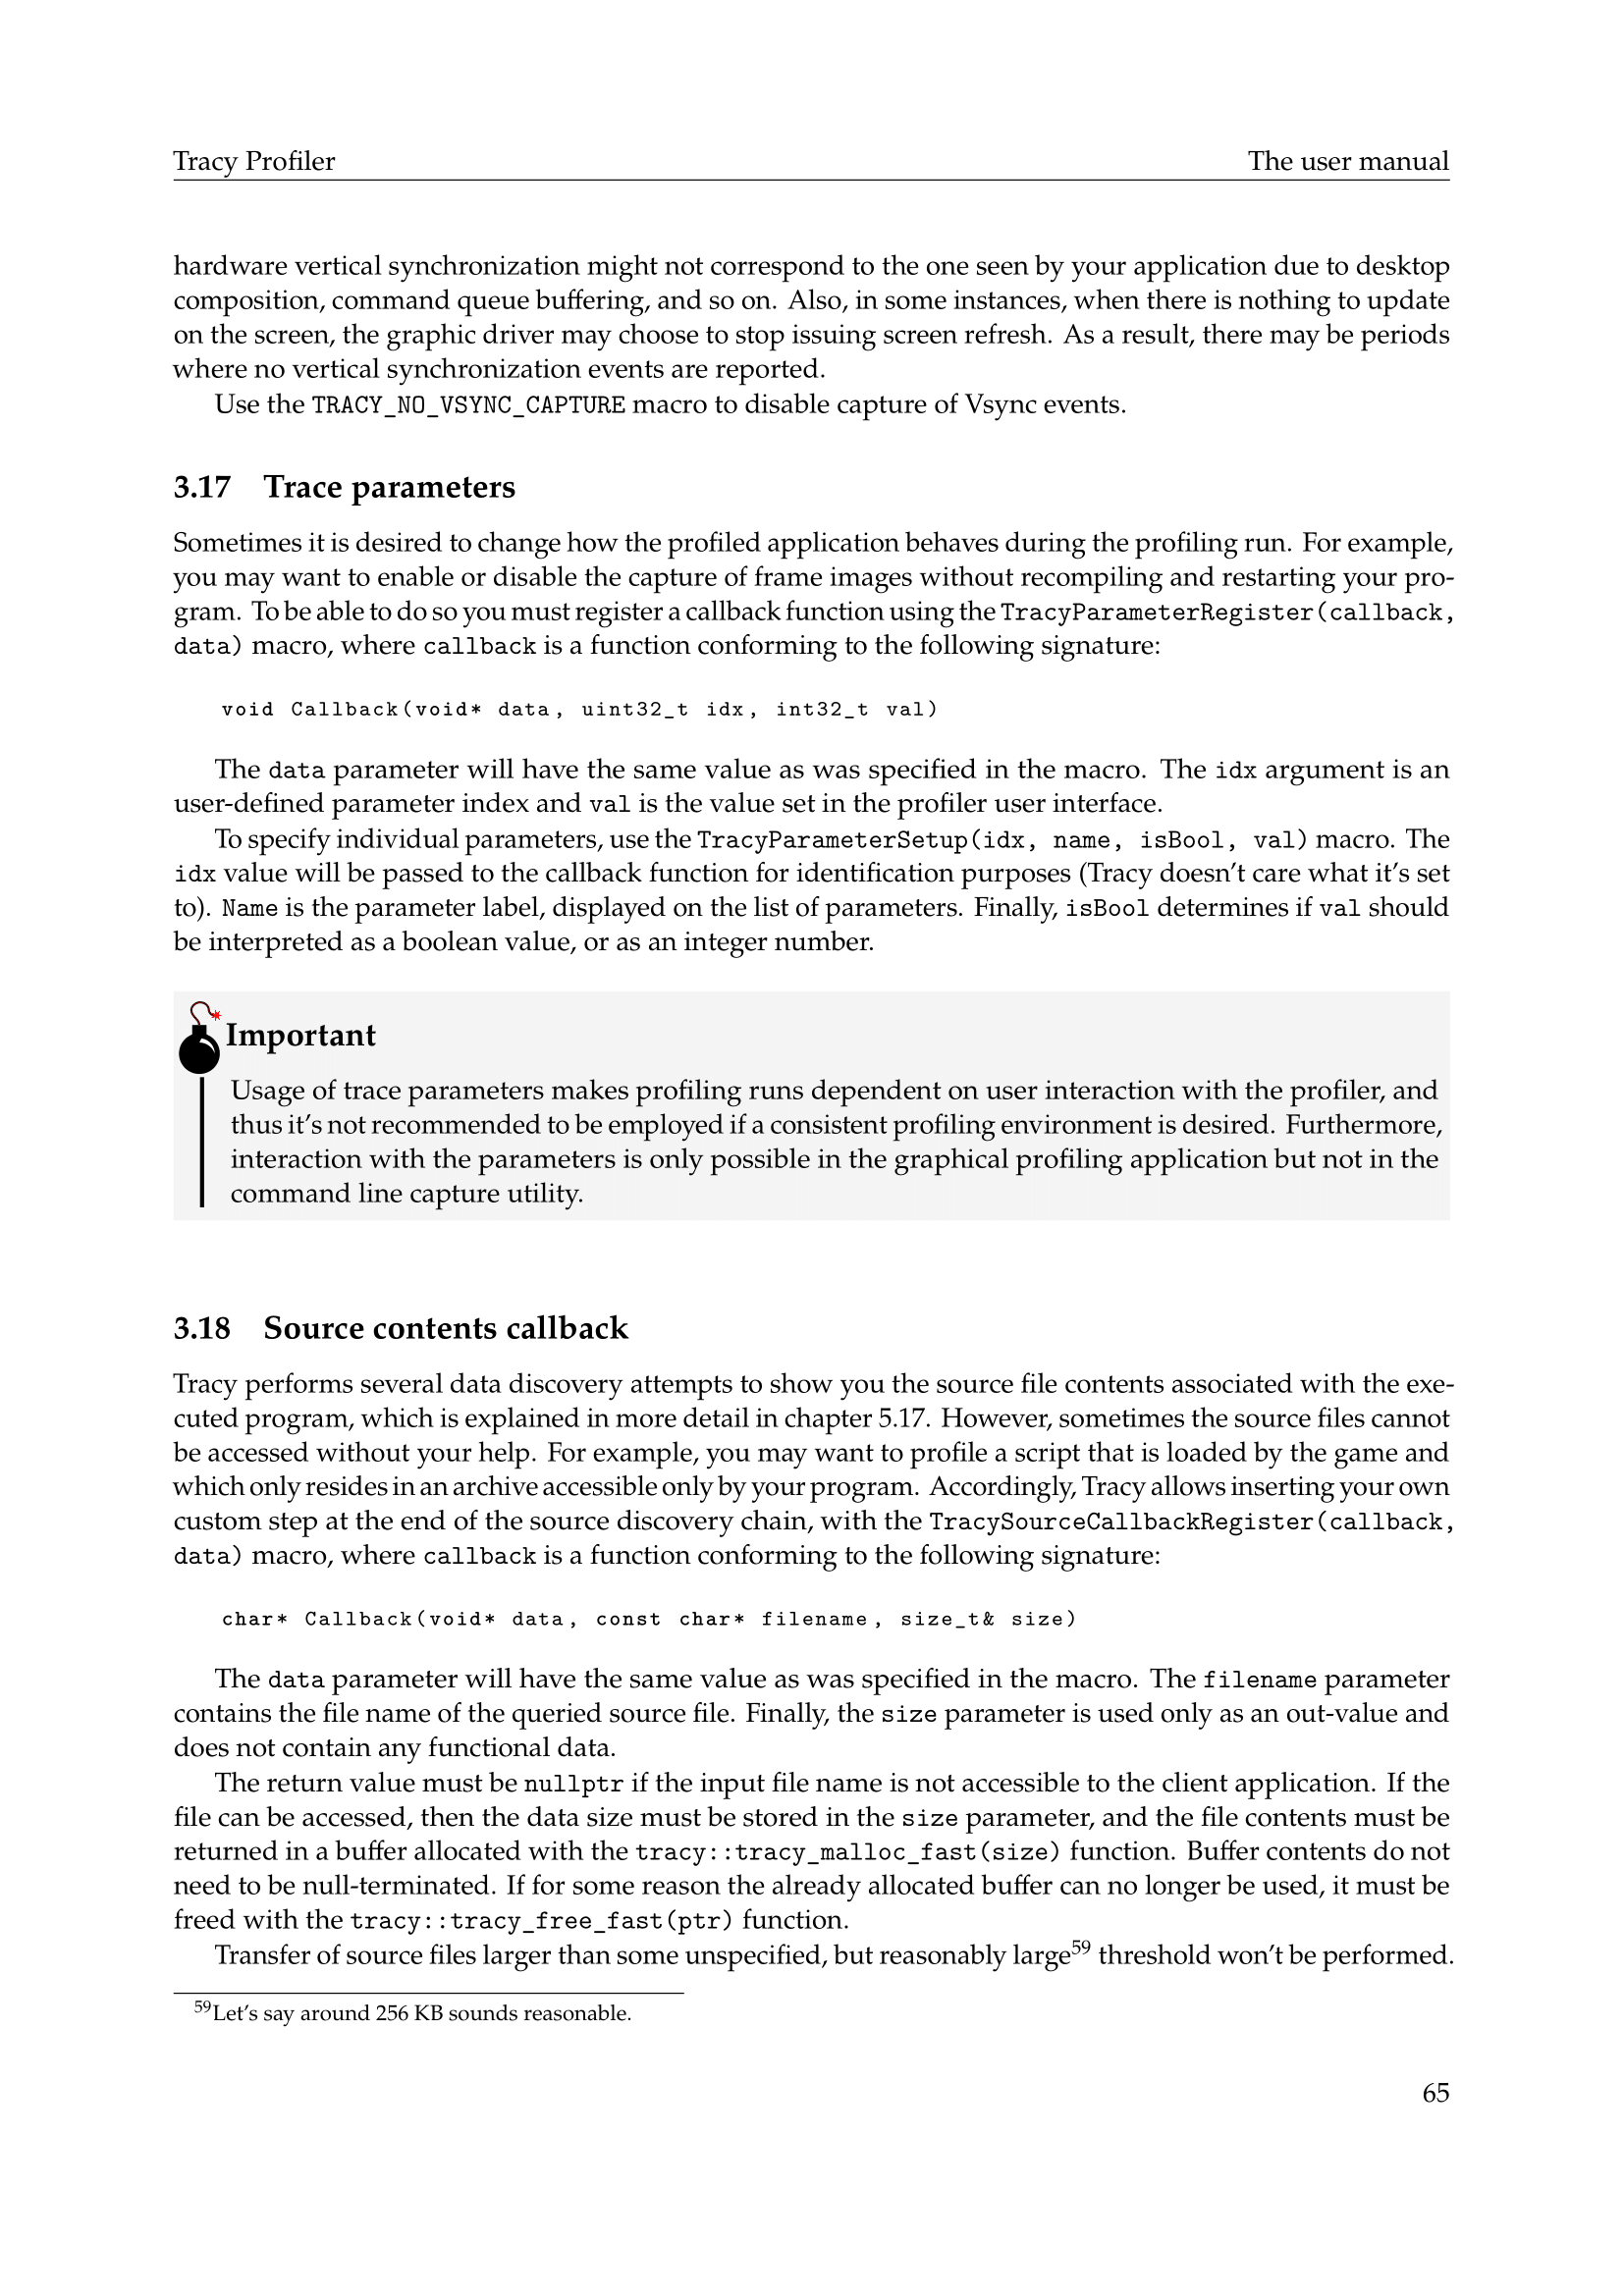 Tracy Profiler The user manual
hardware vertical synchronization might not correspond to the one seen by your application due to desktop
composition, command queue buffering, and so on. Also, in some instances, when there is nothing to update
on the screen, the graphic driver may choose to stop issuing screen refresh. As a result, there may be periods
where no vertical synchronization events are reported.
Use the TRACY_NO_VSYNC_CAPTURE macro to disable capture of Vsync events.
3.17 Trace parameters
Sometimes it is desired to change how the profiled application behaves during the profiling run. For example,
you may want to enable or disable the capture of frame images without recompiling and restarting your pro-
gram. To be able to do so you must register a callback function using the TracyParameterRegister(callback,
data) macro, where callback is a function conforming to the following signature:
void Callback(void* data, uint32_t idx, int32_t val)
The data parameter will have the same value as was specified in the macro. The idx argument is an
user-defined parameter index and val is the value set in the profiler user interface.
To specify individual parameters, use the TracyParameterSetup(idx, name, isBool, val) macro. The
idx value will be passed to the callback function for identification purposes (Tracy doesn't care what it's set
to). Name is the parameter label, displayed on the list of parameters. Finally, isBool determines if val should
be interpreted as a boolean value, or as an integer number.
Important
Usage of trace parameters makes profiling runs dependent on user interaction with the profiler, and
thus it's not recommended to be employed if a consistent profiling environment is desired. Furthermore,
interaction with the parameters is only possible in the graphical profiling application but not in the
command line capture utility.
3.18 Source contents callback
Tracy performs several data discovery attempts to show you the source file contents associated with the exe-
cuted program, which is explained in more detail in chapter 5.17. However, sometimes the source files cannot
be accessed without your help. For example, you may want to profile a script that is loaded by the game and
which only resides in an archive accessible only by your program. Accordingly, Tracy allows inserting your own
custom step at the end of the source discovery chain, with the TracySourceCallbackRegister(callback,
data) macro, where callback is a function conforming to the following signature:
char* Callback(void* data, const char* filename, size_t& size)
The data parameter will have the same value as was specified in the macro. The filename parameter
contains the file name of the queried source file. Finally, the size parameter is used only as an out-value and
does not contain any functional data.
The return value must be nullptr if the input file name is not accessible to the client application. If the
file can be accessed, then the data size must be stored in the size parameter, and the file contents must be
returned in a buffer allocated with the tracy::tracy_malloc_fast(size) function. Buffer contents do not
need to be null-terminated. If for some reason the already allocated buffer can no longer be used, it must be
freed with the tracy::tracy_free_fast(ptr) function.
Transfer of source files larger than some unspecified, but reasonably large59 threshold won't be performed.
59Let's say around 256 KB sounds reasonable.
65